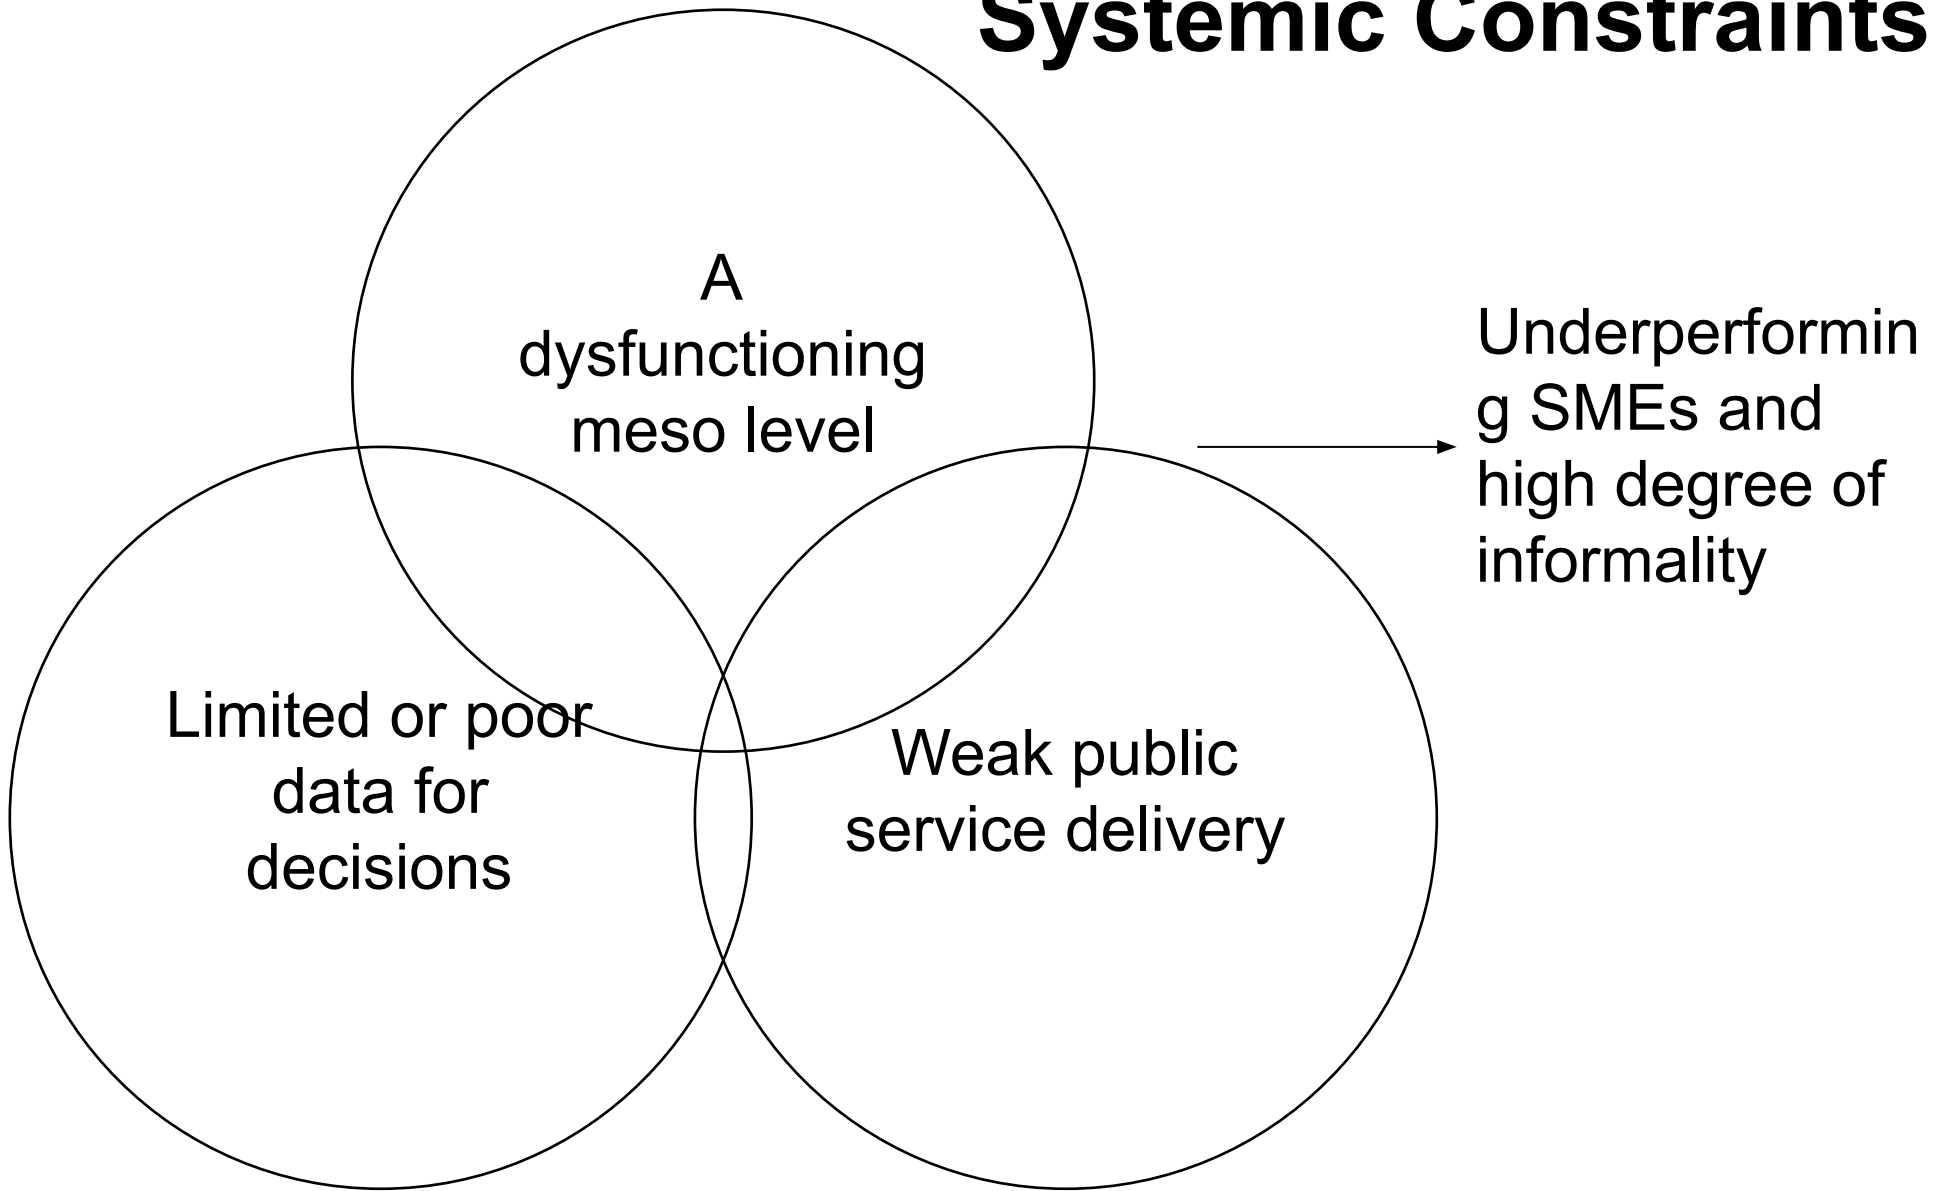 Systemic Constraints
A
dysfunctioning
meso level
Underperformin
g SMEs and
high degree of
informality
Limited or poor
data for
decisions
Weak public
service delivery